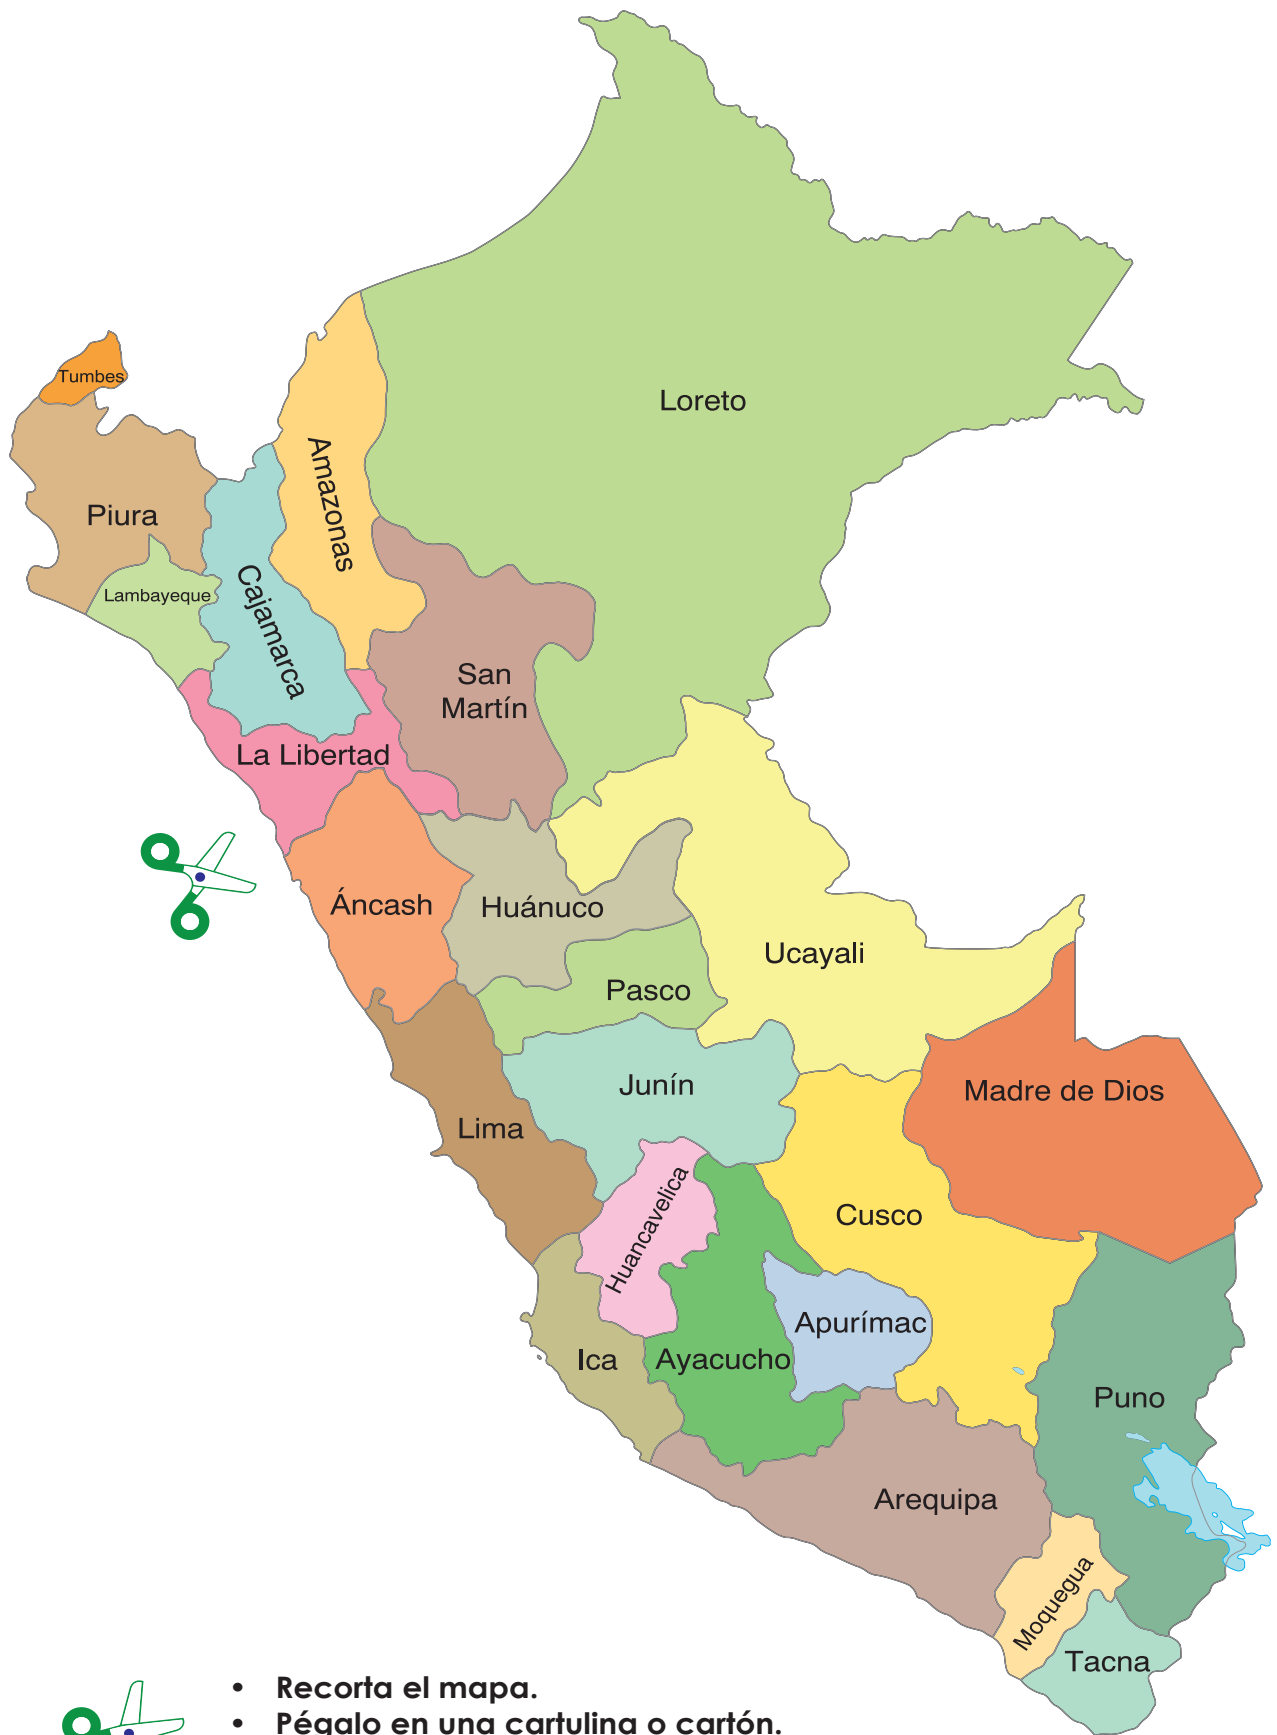 Loreto
Tumbes
Amazonas
Piura
Lambayeque
Cajamarca
San
Martín
La Libertad
Áncash
Huánuco
Ucayali
Pasco
Junín
Madre de Dios
Lima
Huancavelica
Cusco
Apurímac
Ica
Ayacucho
Puno
Arequipa
Moquegua
Tacna
• Recorta el mapa.
• Pégalo en una cartulina o cartón.